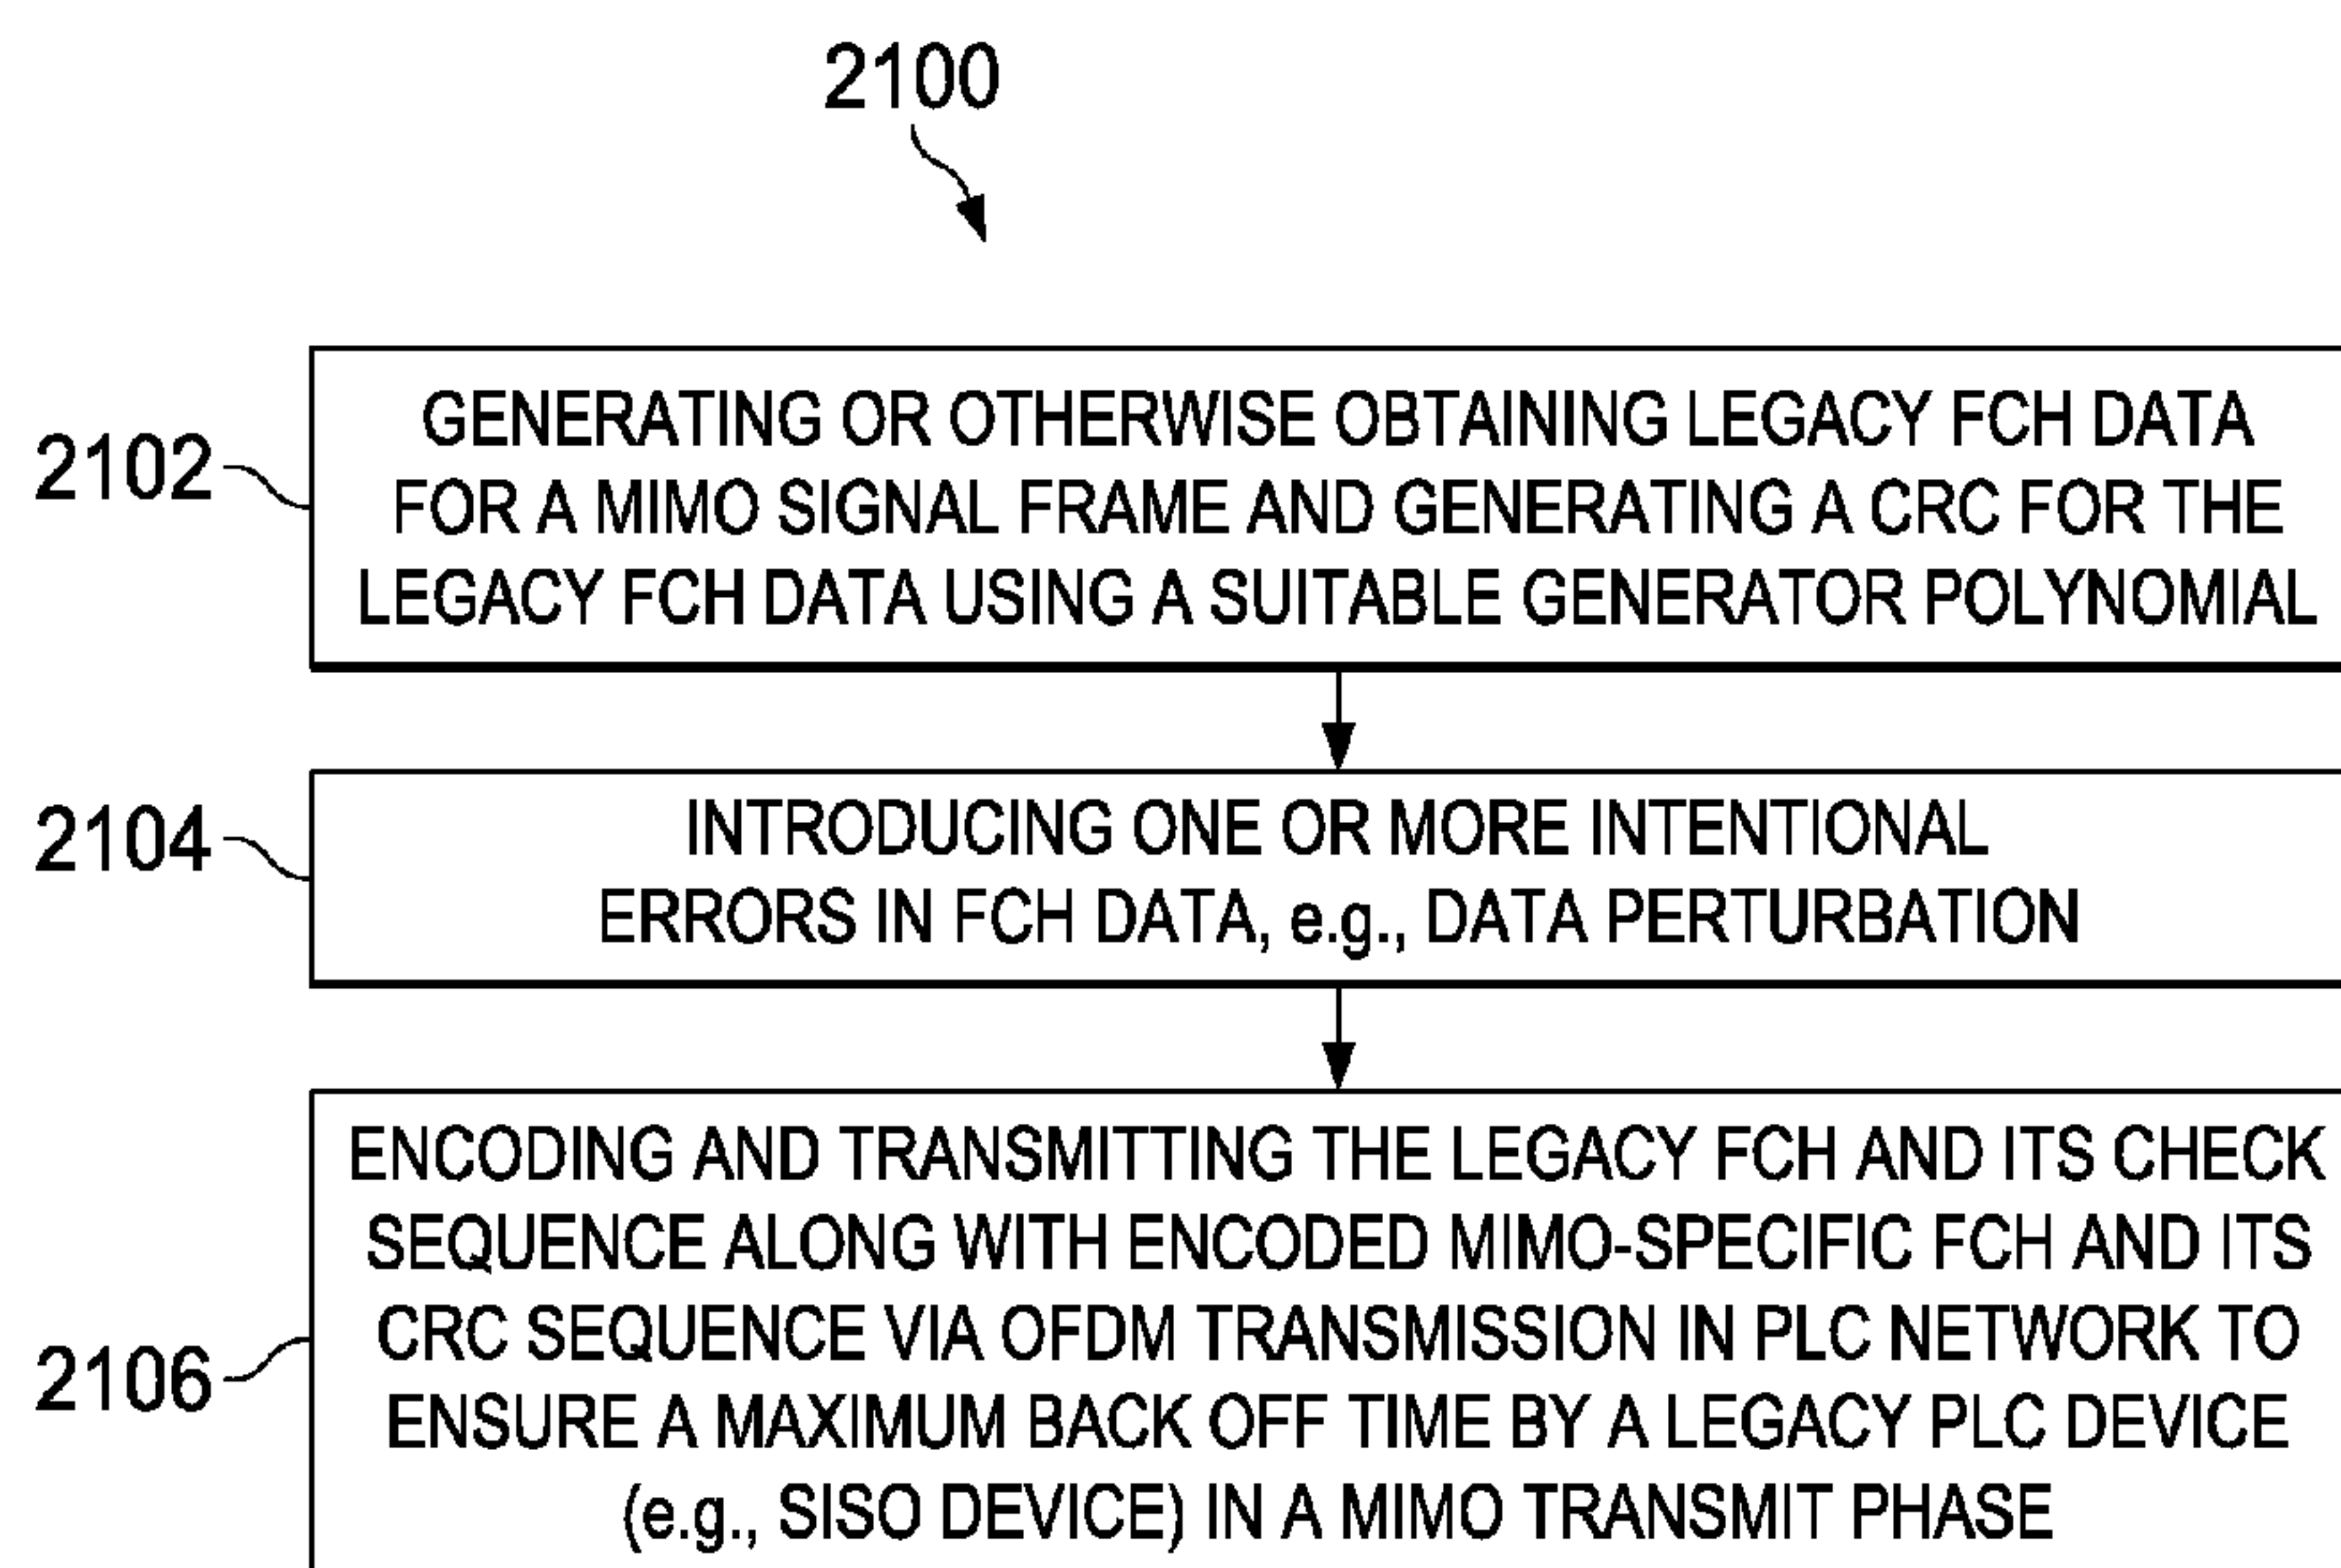 2100
2102
GENERATING OR OTHERWISE OBTAINING LEGACY FCH DATA
FOR A MIMO SIGNAL FRAME AND GENERATING A CRC FOR THE
LEGACY FCH DATA USING A SUITABLE GENERATOR POLYNOMIAL
2104
INTRODUCING ONE OR MORE INTENTIONAL
ERRORS IN FCH DATA, e.g., DATA PERTURBATION
2106
ENCODING AND TRANSMITTING THE LEGACY FCH AND ITS CHECK
SEQUENCE ALONG WITH ENCODED MIMO-SPECIFIC FCH AND ITS
CRC SEQUENCE VIA OFDM TRANSMISSION IN PLC NETWORK TO
ENSURE A MAXIMUM BACK OFF TIME BY A LEGACY PLC DEVICE
(e.g., SISO DEVICE) IN A MIMO TRANSMIT PHASE